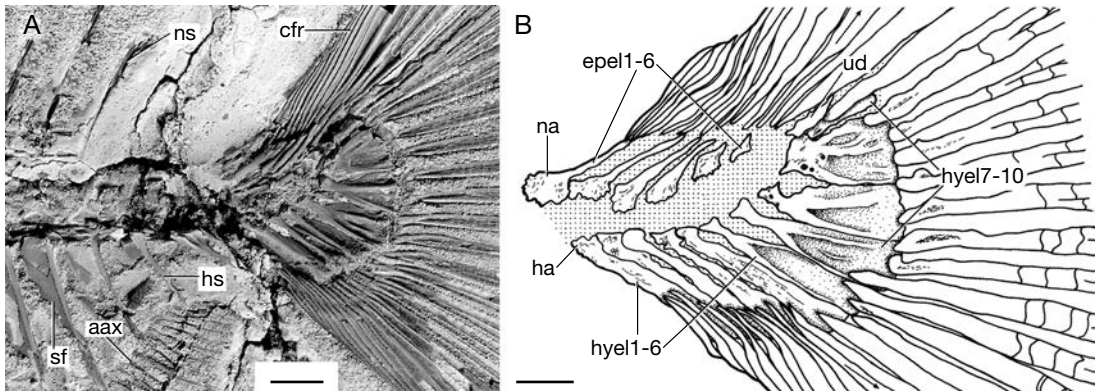 A
ns
cfr
hs
aax
sf
B
epel1-6
ud
na
hyel7-10
ha
hyel1-6